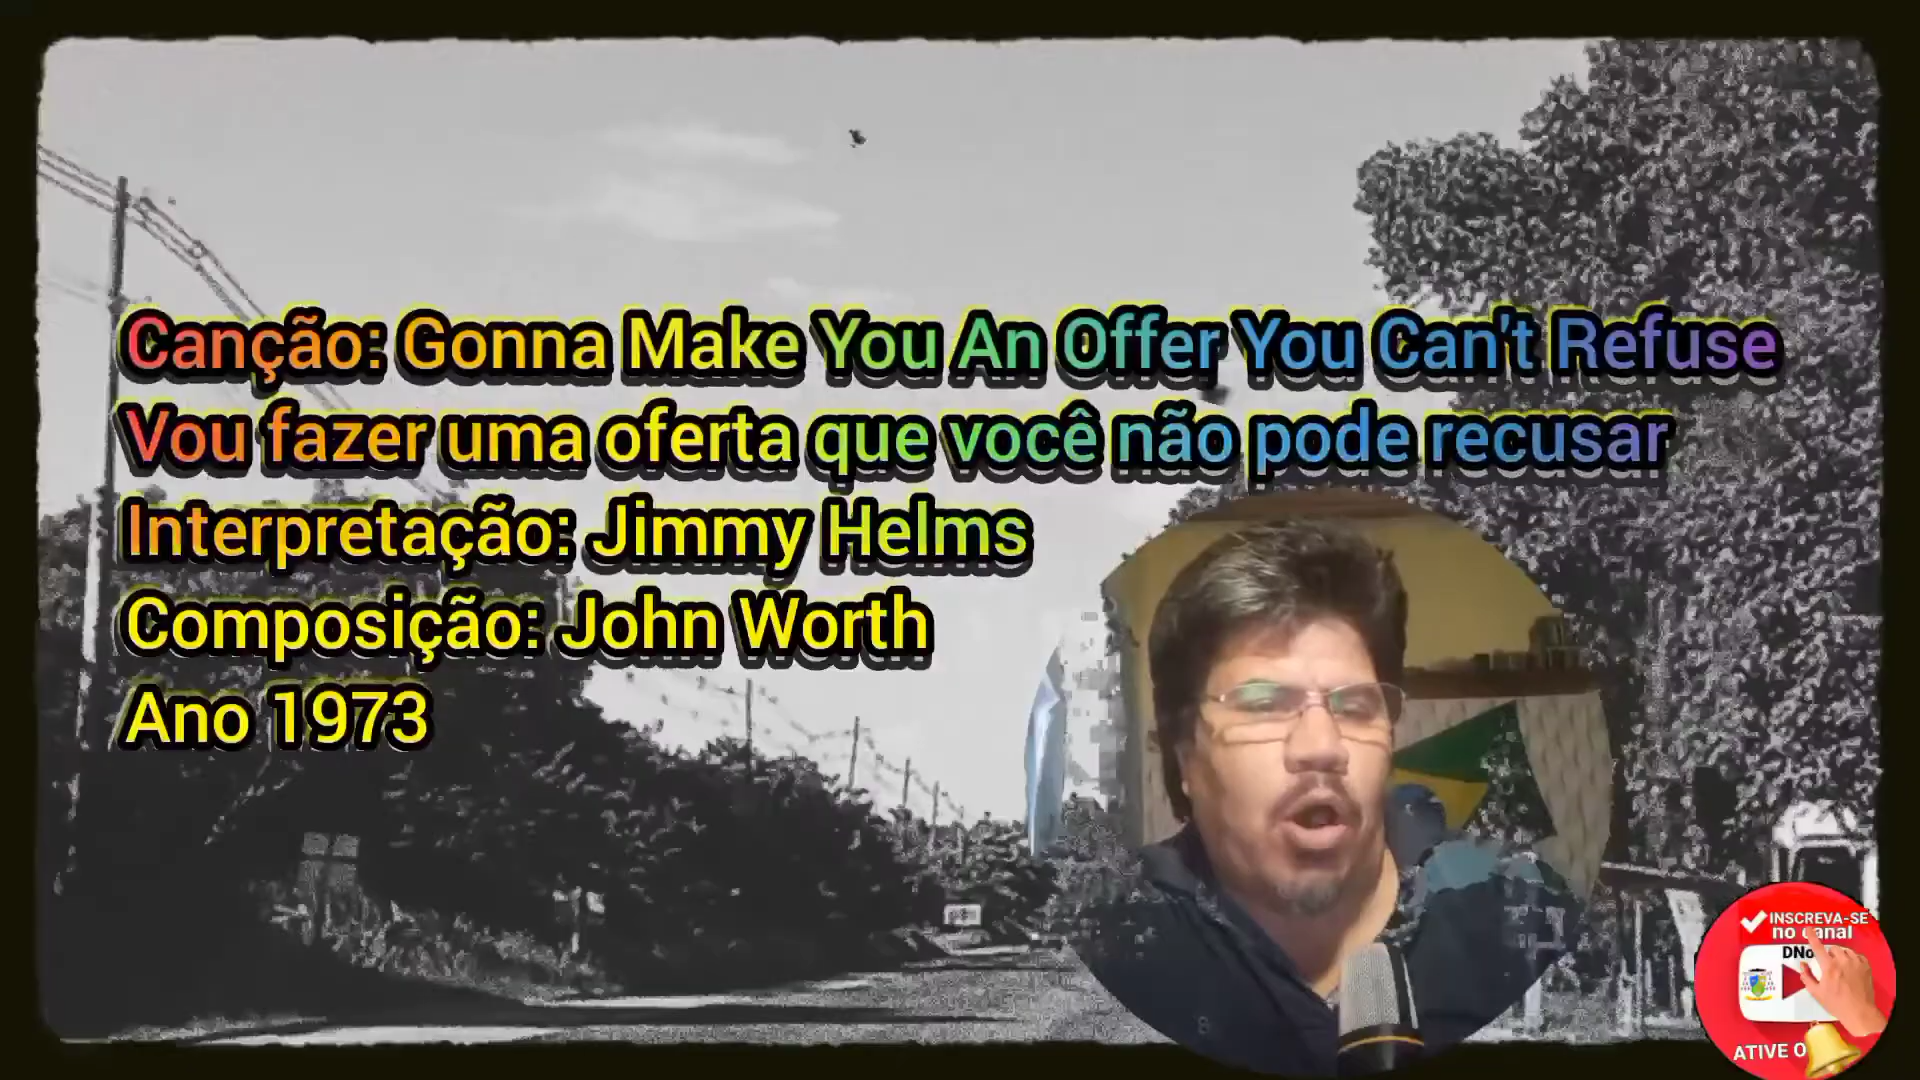 Canção: Gonna Make You An Offer You Can't Refuse
Vou fazer uma oferta que você não pode recusar
Interpretação: Jimmy Helms
Composição: John Worth
Ano 1973
INSCREVA-SE
no canal
ATIVE O